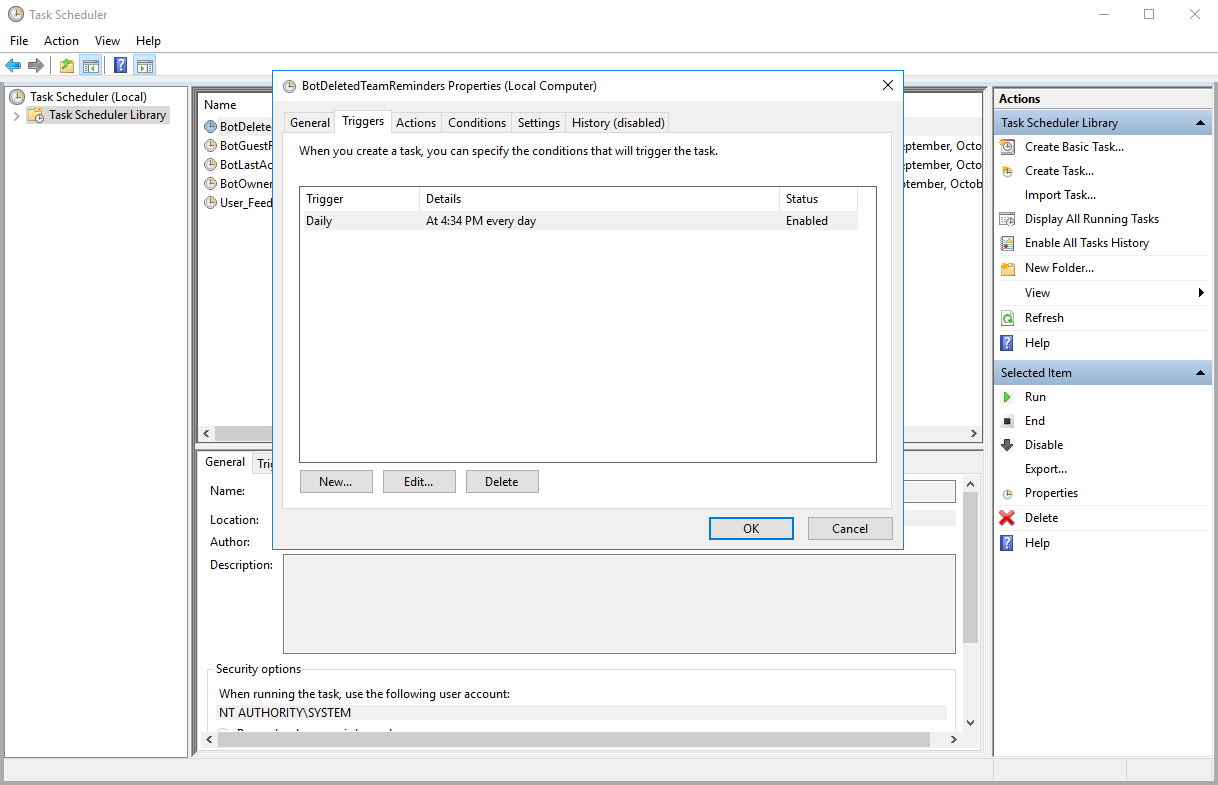 Task Scheduler
File Action View Help
Task Scheduler (Local)
Task Scheduler Library
Name
BotDelete
BotGuestF
BotLastAc
BotOwner
User_Feed
eptember, Octo
eptember, Octo
tember, Octob
BotDeletedTeamReminders Properties (Local Computer)
General Triggers Actions Conditions Settings History (disabled)
When you create a task, you can specify the conditions that will trigger the task.
Trigger Details Status
Daily At 4:34 PM every day Enabled
New... Edit... Delete
OK Cancel
General Trig
Name:
Location:
Author:
Description:
Security options
When running the task, use the following user account:
NT AUTHORITY\SYSTEM
Actions
Task Scheduler Library
Create Basic Task...
Create Task...
Import Task...
Display All Running Tasks
Enable All Tasks History
New Folder...
View
Refresh
Help
Selected Item
Run
End
Disable
Export...
Properties
Delete
Help